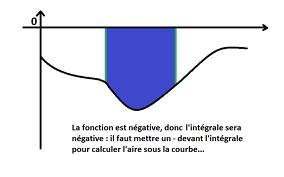 0
La fonction est négative, donc l'intégrale sera
négative : il faut mettre un - devant l'intégrale
pour calculer l'aire sous la courbe...